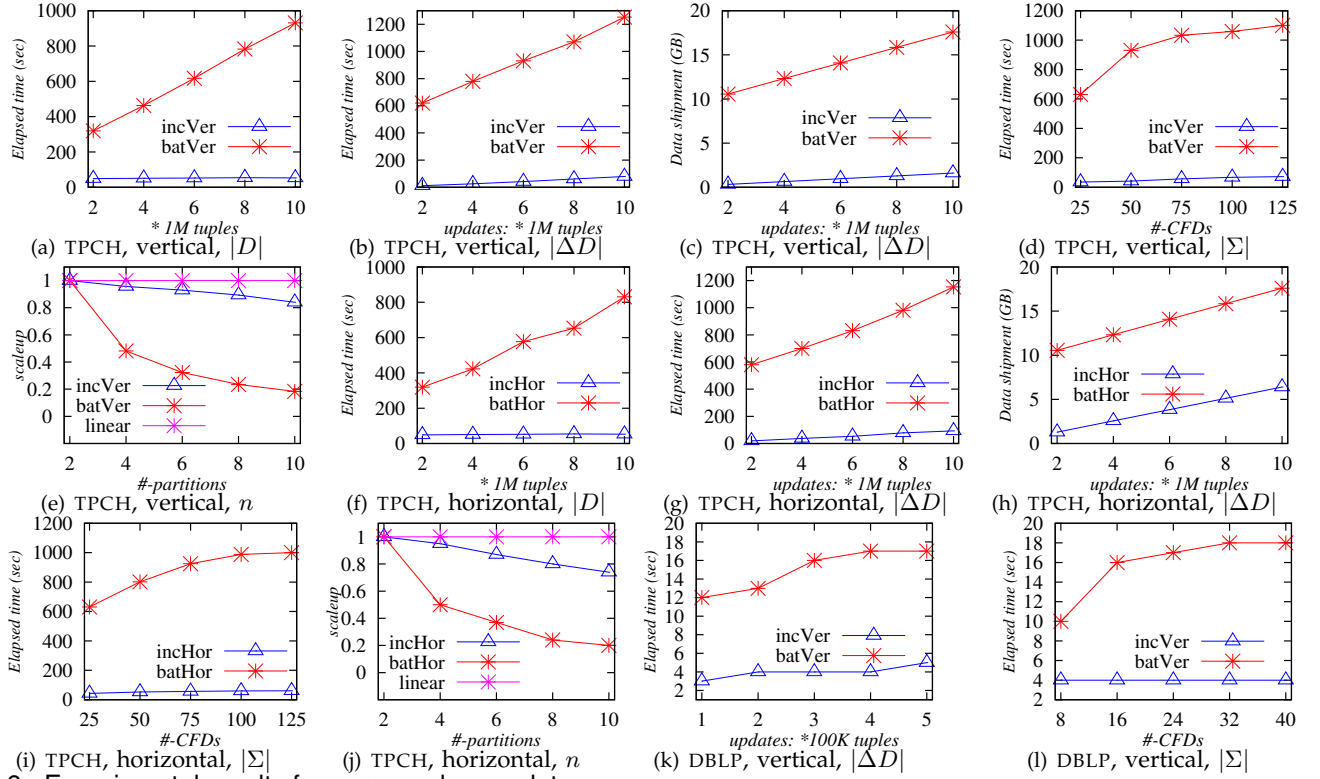 1000
800
600
400
200
0
Elapsed time (sec)
incVer
batVer
2 4 6 8 10
* 1M tuples
(a) TPCH, vertical, |D|
1200
1000
800
600
400
200
0
Elapsed time (sec)
incVer
batVer
2 4 6 8 10
updates: * 1M tuples
(b) TPCH, vertical, |ΔD|
20
15
10
5
0
Data shipment (GB)
incVer
batVer
2 4 6 8 10
updates: * 1M tuples
(c) TPCH, vertical, |ΔD|
1200
1000
800
600
400
200
0
Elapsed time (sec)
incVer
batVer
25 50 75 100 125
#-CFDs
(d) TPCH, vertical, |Σ|
1
0.8
0.6
0.4
0.2
0
scaleup
incVer
batVer
linear
2 4 6 8 10
#-partitions
(e) TPCH, vertical, n
1000
800
600
400
200
0
Elapsed time (sec)
incHor
batHor
2 4 6 8 10
* 1M tuples
(f) TPCH, horizontal, |D|
1200
1000
800
600
400
200
0
Elapsed time (sec)
incHor
batHor
2 4 6 8 10
updates: * 1M tuples
(g) TPCH, horizontal, |ΔD|
20
15
10
5
0
Data shipment (GB)
incHor
batHor
2 4 6 8 10
updates: * 1M tuples
(h) TPCH, horizontal, |ΔD|
1200
1000
800
600
400
200
0
Elapsed time (sec)
incHor
batHor
25 50 75 100 125
#-CFDs
(i) TPCH, horizontal, |Σ|
1
0.8
0.6
0.4
0.2
0
scaleup
incHor
batHor
linear
2 4 6 8 10
#-partitions
(j) TPCH, horizontal, n
20
18
16
14
12
10
8
6
4
2
Elapsed time (sec)
incVer
batVer
1 2 3 4 5
updates: *100K tuples
(k) DBLP, vertical, |ΔD|
20
18
16
14
12
10
8
6
4
2
Elapsed time (sec)
incVer
batVer
8 16 24 32 40
#-CFDs
(l) DBLP, vertical, |Σ|